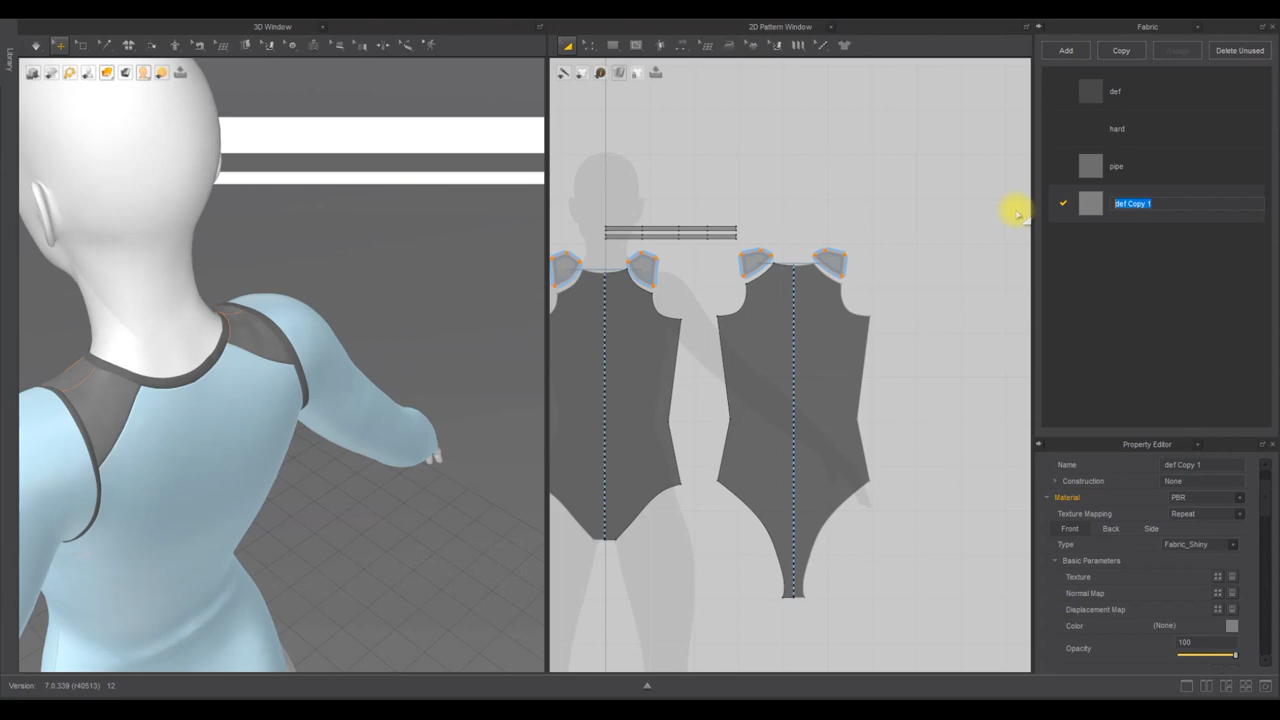 3D Window
2D Pattern Window
Fabric
Library
Add
Copy
Assign
Delete Unused
def
hard
pipe
def Copy 1
Property Editor
Name def Copy 1
Construction None
Material PBR
Texture Mapping Repeat
Front Back Side
Type Fabric_Shiny
Basic Parameters
Texture
Normal Map
Displacement Map
Color (None)
Opacity 100
Version: 7.0.339 (r40513) 12